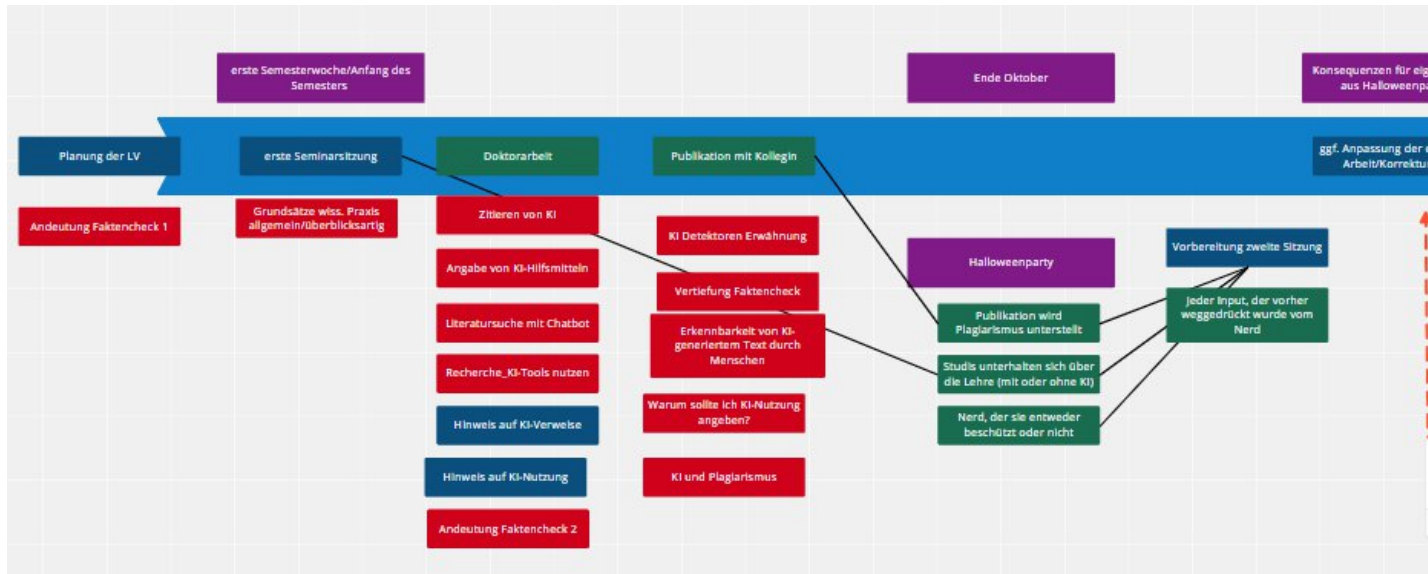 erste Semesterwoche/Anfang des
Semesters
Ende Oktober
Konsequenzen für eig
aus Halloweenpa
Planung der LV
erste Seminarsitzung
Doktorarbeit
Publikation mit Kollegin
ggf. Anpassung der e
Arbeit/Korrektu
Andeutung Faktencheck 1
Grundsätze wiss. Praxis
allgemein/überblicksartig
Zitieren von KI
Angabe von KI-Hilfsmitteln
Literatursuche mit Chatbot
Recherche_KI-Tools nutzen
Hinweis auf KI-Verweise
Hinweis auf KI-Nutzung
Andeutung Faktencheck 2
KI Detektoren Erwähnung
Vertiefung Faktencheck
Erkennbarkeit von KI-
generiertem Text durch
Menschen
Warum sollte ich KI-Nutzung
angeben?
KI und Plagiarismus
Halloweenparty
Publikation wird
Plagiarismus unterstellt
Studis unterhalten sich über
die Lehre (mit oder ohne KI)
Nerd, der sie entweder
beschützt oder nicht
Vorbereitung zweite Sitzung
Jeder Input, der vorher
weggedrückt wurde vom
Nerd